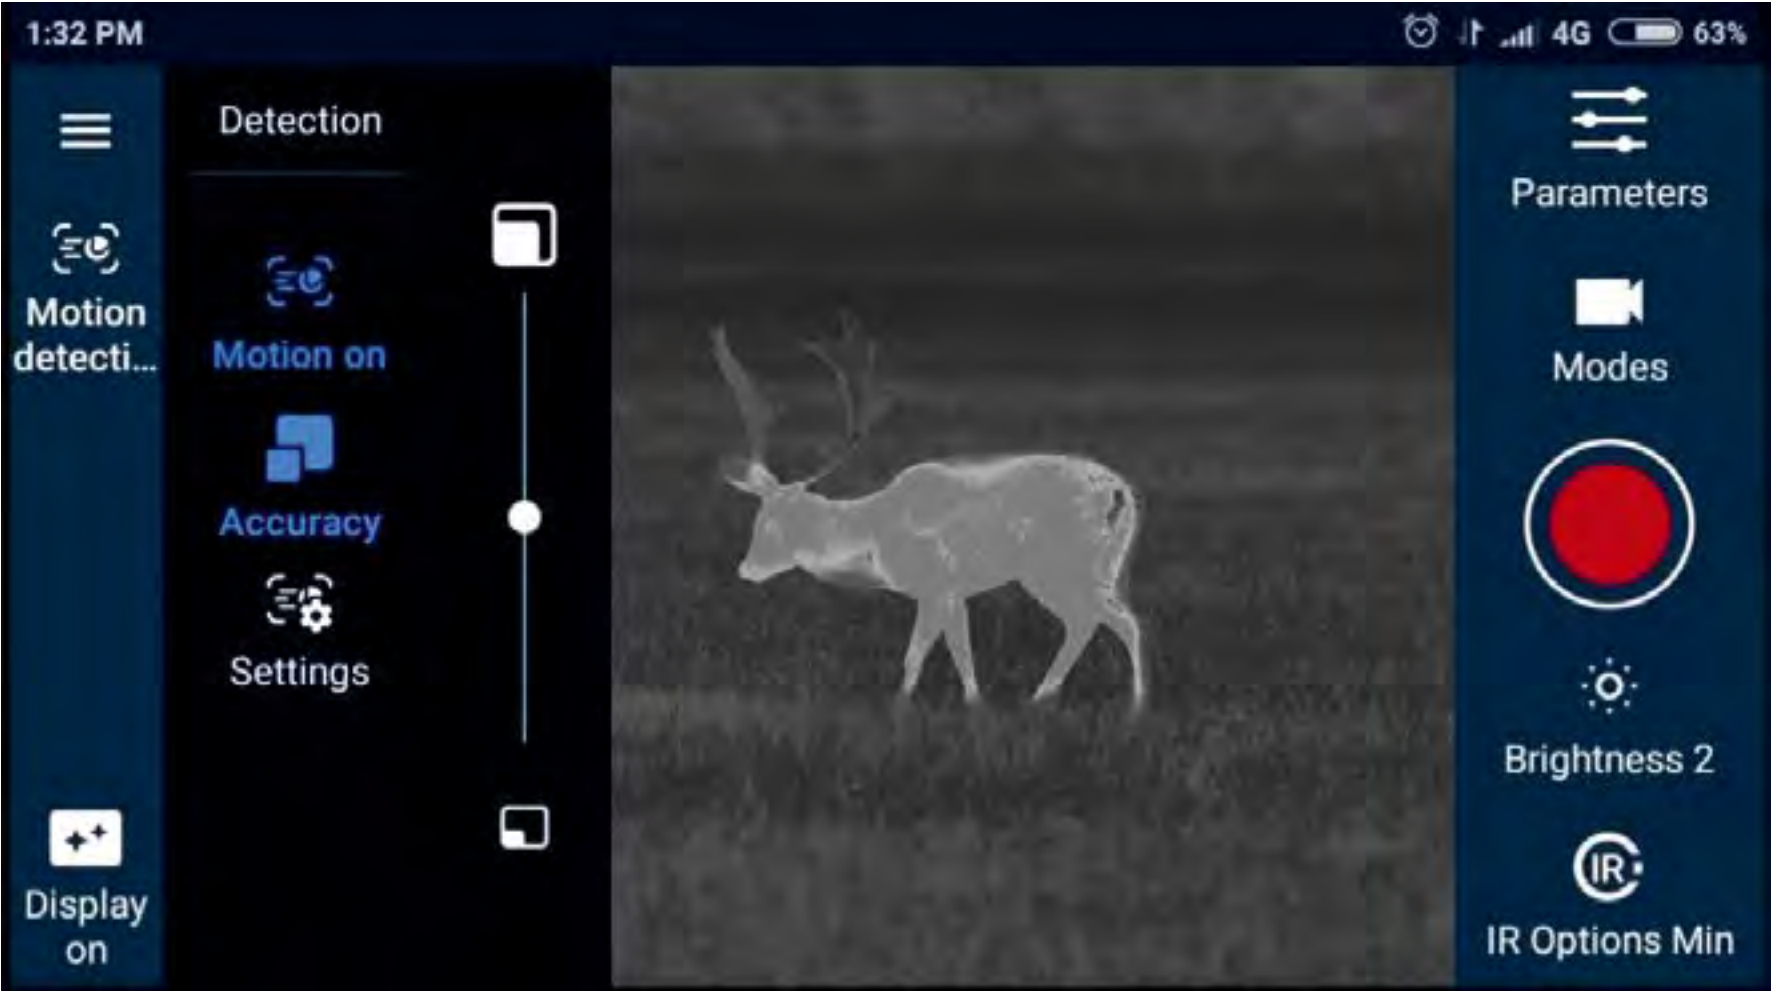 1:32 PM
4G
63%
Motion
detecti...
Display
on
Detection
Motion on
Accuracy
Settings
Parameters
Modes
Brightness 2
IR
IR Options Min